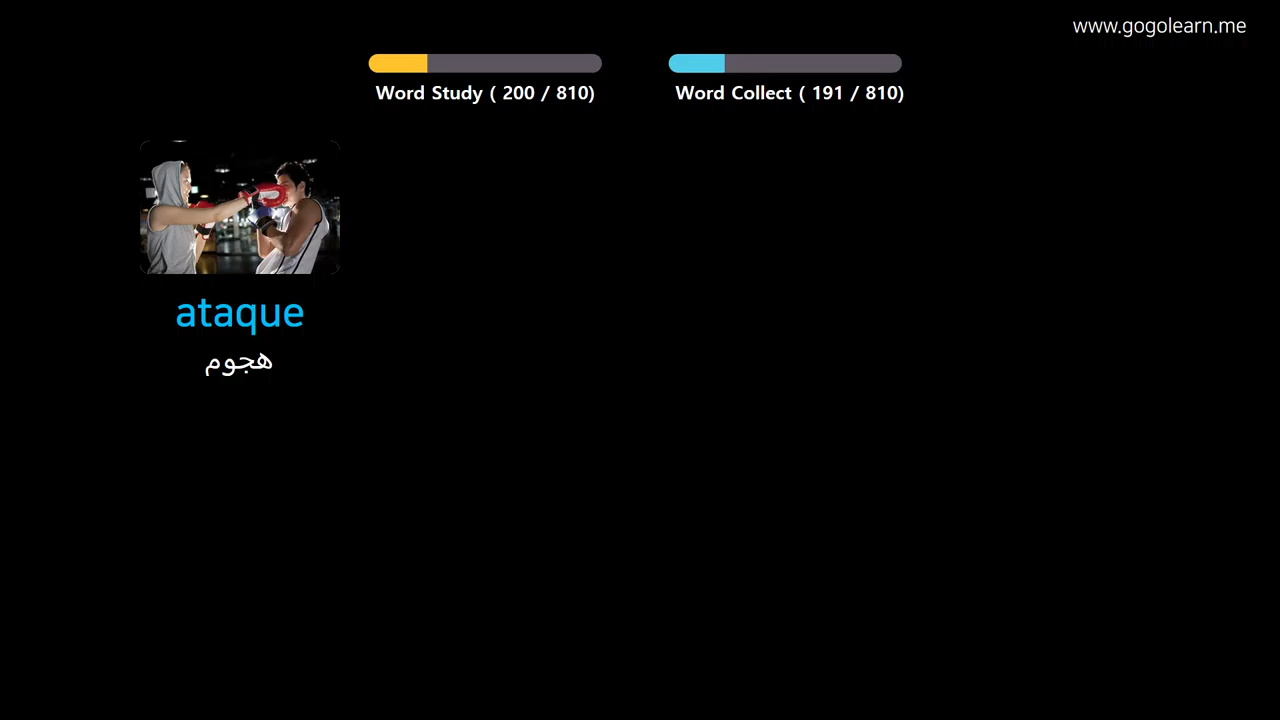 www.gogolearn.me
Word Study ( 200 / 810)
Word Collect ( 191 / 810)
ataque
هجوم